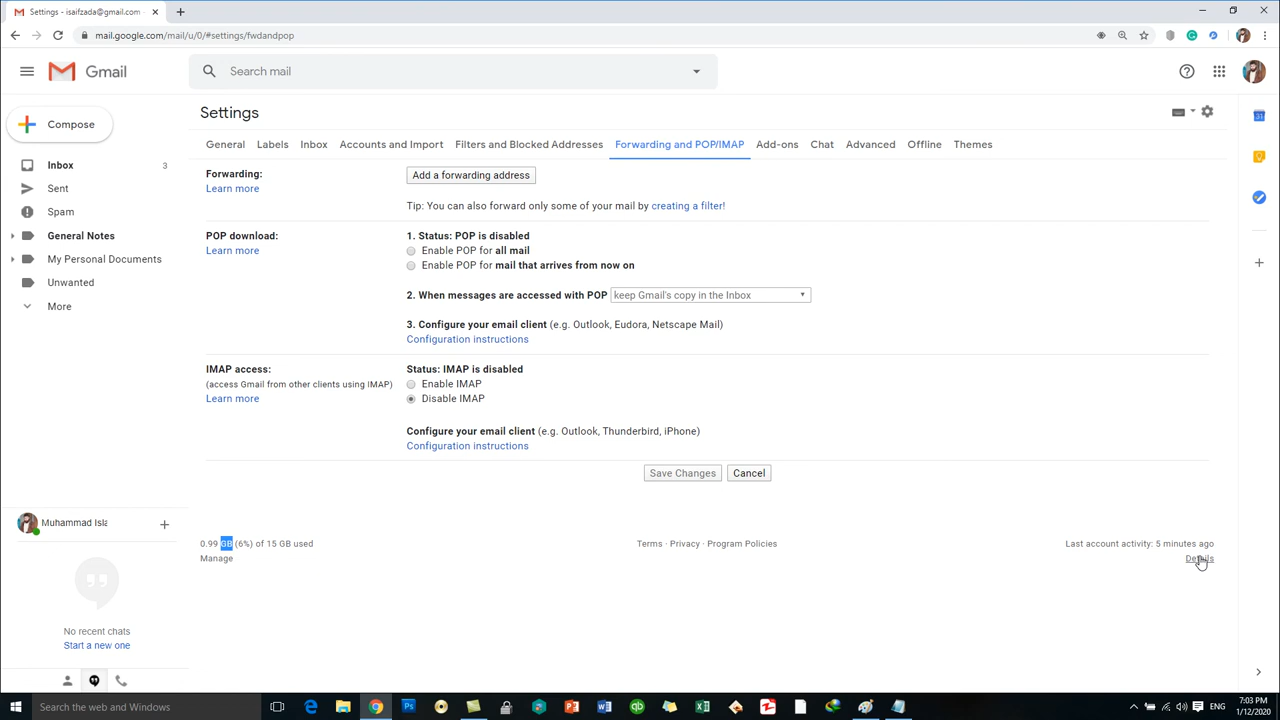 Settings - isaifzada@gmail.com -
mail.google.com/mail/u/0/#settings/fwdandpop
Gmail
Search mail
Compose
Inbox 3
Sent
Spam
General Notes
My Personal Documents
Unwanted
More
Settings
General Labels Inbox Accounts and Import Filters and Blocked Addresses Forwarding and POP/IMAP Add-ons Chat Advanced Offline Themes
Forwarding:
Learn more
Add a forwarding address
Tip: You can also forward only some of your mail by creating a filter!
POP download:
Learn more
1. Status: POP is disabled
Enable POP for all mail
Enable POP for mail that arrives from now on
2. When messages are accessed with POP keep Gmail's copy in the Inbox
3. Configure your email client (e.g. Outlook, Eudora, Netscape Mail)
Configuration instructions
IMAP access:
(access Gmail from other clients using IMAP)
Learn more
Status: IMAP is disabled
Enable IMAP
Disable IMAP
Configure your email client (e.g. Outlook, Thunderbird, iPhone)
Configuration instructions
Save Changes Cancel
0.99 GB (6%) of 15 GB used
Manage
Terms · Privacy · Program Policies
Last account activity: 5 minutes ago
Details
Muhammad Isla
No recent chats
Start a new one
Search the web and Windows
ENG
7:03 PM
1/12/2020